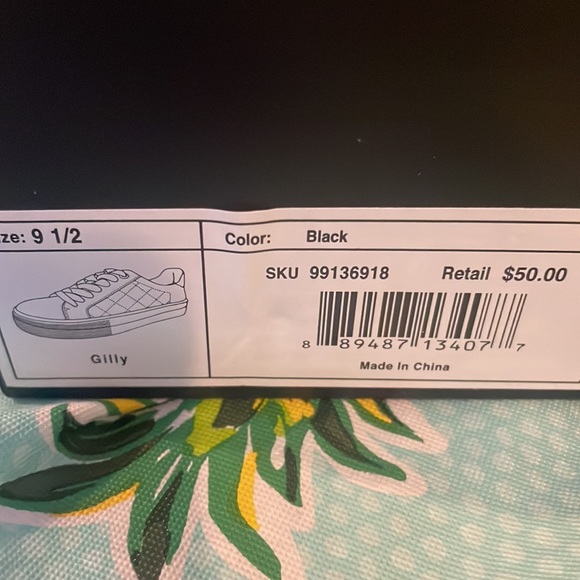 ze: 9 1/2
Color: Black
SKU 99136918 Retail $50.00
8 89487 13407 7
Made In China
Gilly